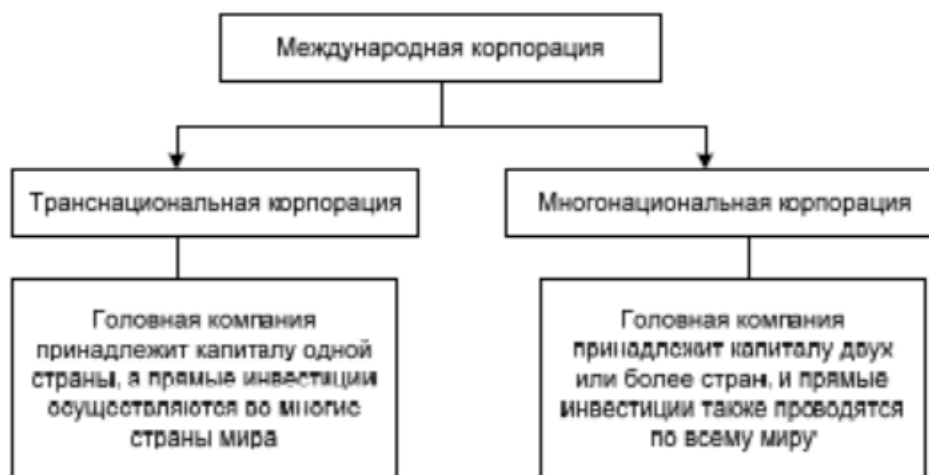 Международная корпорация
Транснациональная корпорация
Многонациональная корпорация
Головная компания
принадлежит капиталу одной
страны, а прямые инвестиции
осуществляются во многие
страны мира
Головная компания
принадлежит капиталу двух
или более стран, и прямые
инвестиции также проводятся
по всему миру